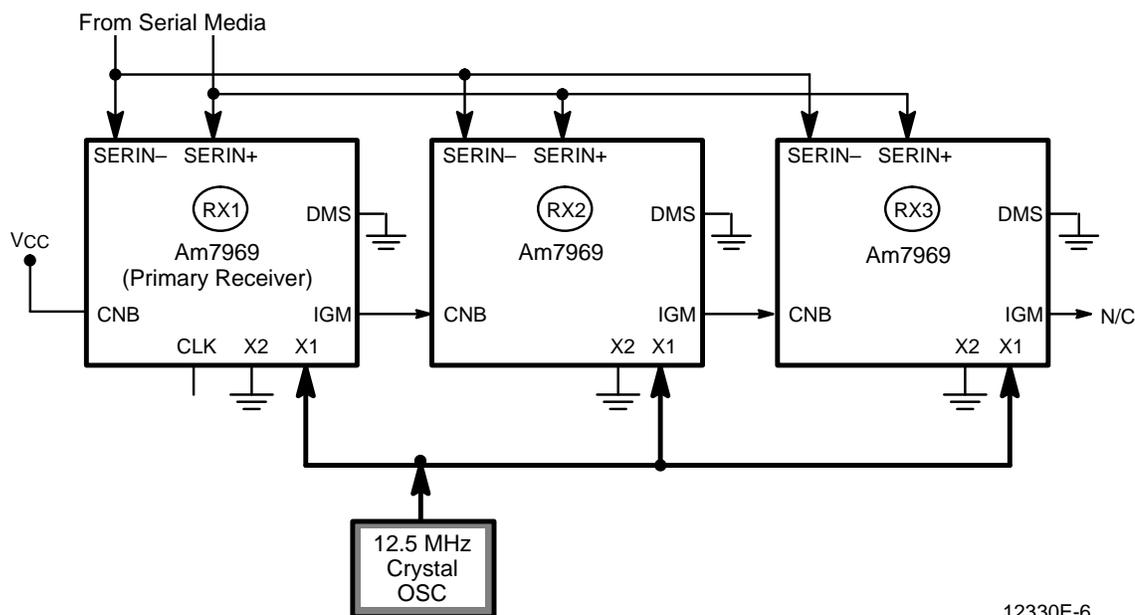 From Serial Media
SERIN– SERIN+
SERIN– SERIN+
SERIN– SERIN+
RX1
DMS
RX2
DMS
RX3
DMS
VCC
Am7969
(Primary Receiver)
Am7969
Am7969
CNB
IGM
CNB
IGM
CNB
IGM
N/C
CLK X2 X1
X2 X1
X2 X1
12.5 MHz
Crystal
OSC
12330E-6